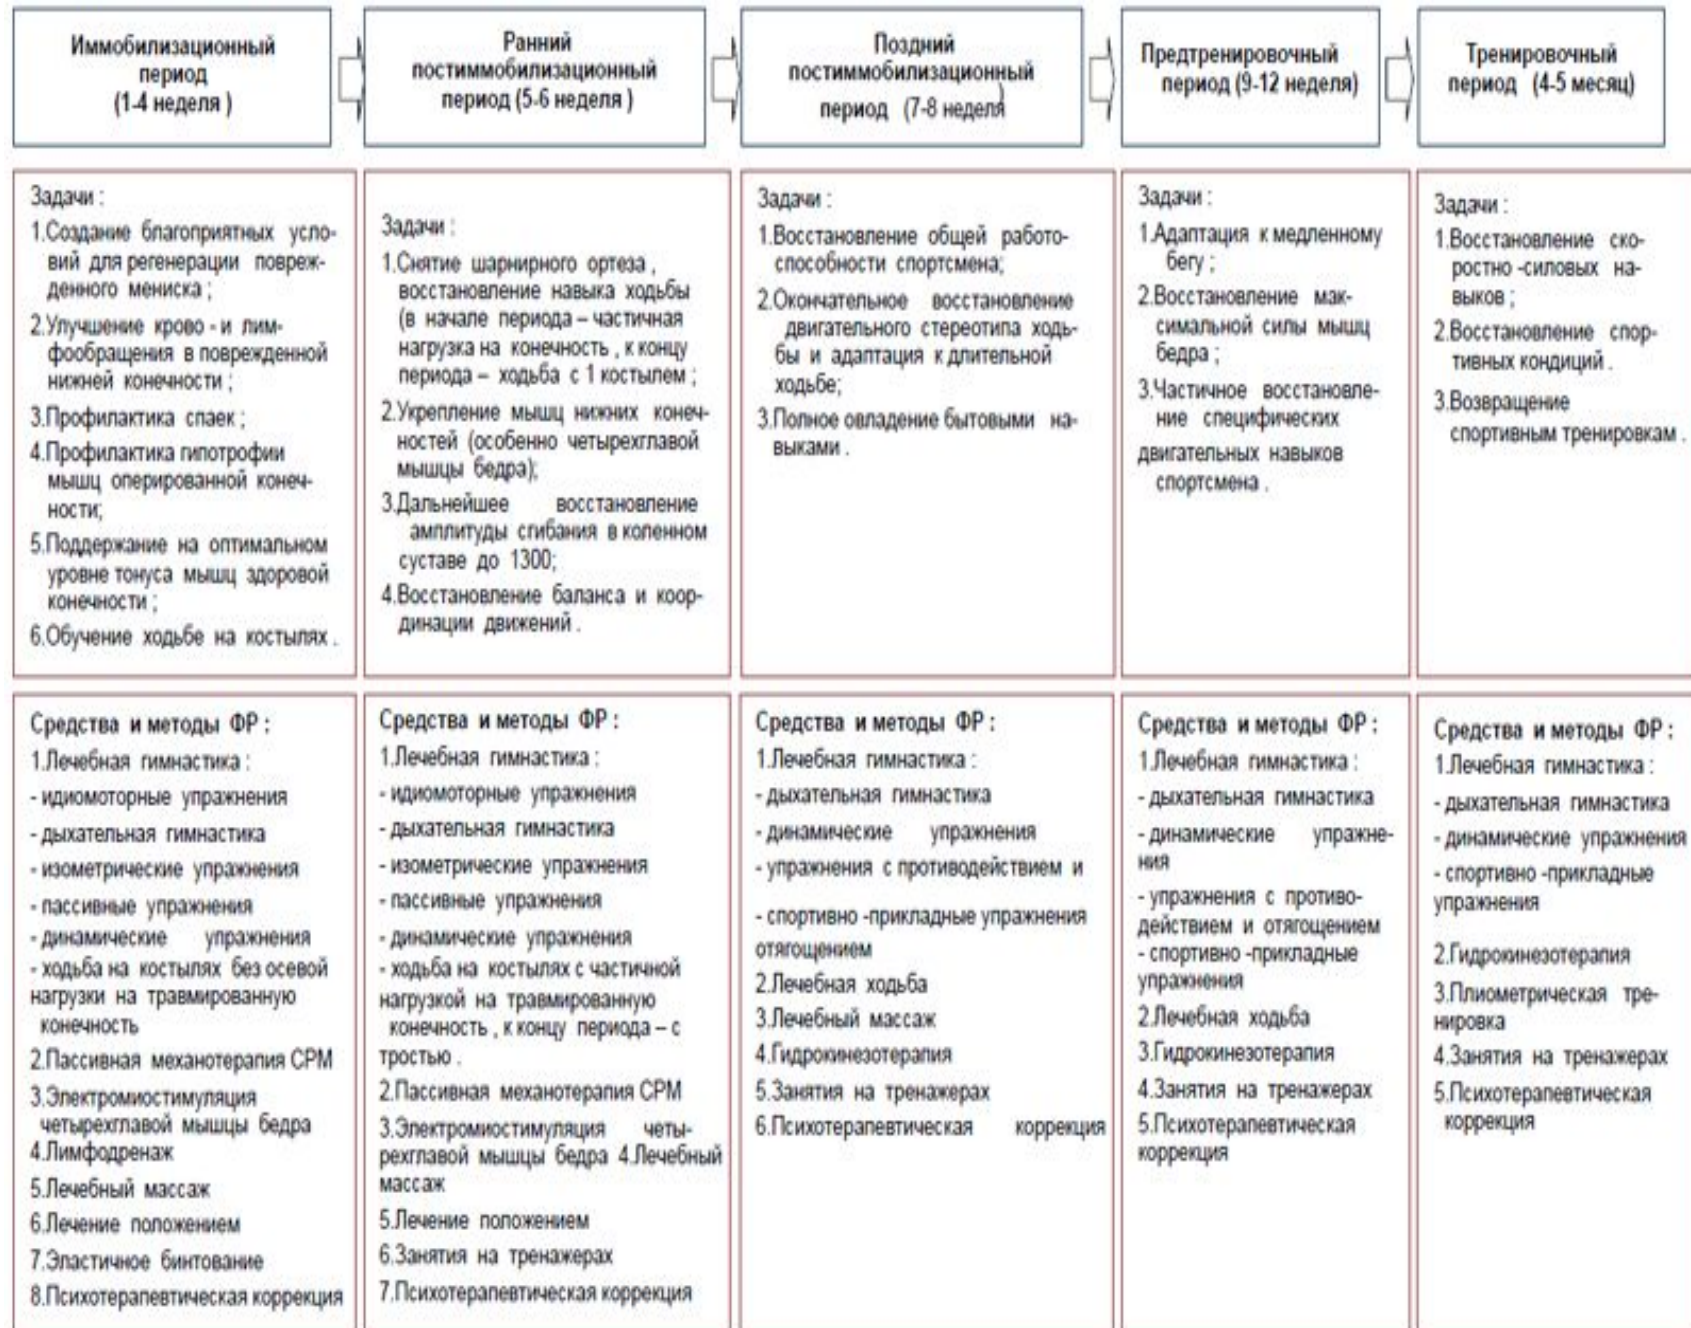 Иммобилизационный
период
(1-4 неделя )
Ранний
постиммобилизационный
период (5-6 неделя )
Поздний
постиммобилизационный
период (7-8 неделя)
Предтренировочный
период (9-12 неделя)
Тренировочный
период (4-5 месяц)
Задачи :
1.Создание благоприятных усло-
вий для регенерации повреж-
денного мениска ;
2.Улучшение крово - и лим-
фообращения в поврежденной
нижней конечности ;
3.Профилактика спаек ;
4.Профилактика гипотрофии
мышц оперированной конеч-
ности;
5.Поддержание на оптимальном
уровне тонуса мышц здоровой
конечности ;
6.Обучение ходьбе на костылях .
Задачи :
1.Снятие шарнирного ортеза ,
восстановление навыка ходьбы
(в начале периода – частичная
нагрузка на конечность , к концу
периода – ходьба с 1 костылем ;
2.Укрепление мышц нижних конеч-
ностей (особенно четырехглавой
мышцы бедра);
3.Дальнейшее восстановление
амплитуды сгибания в коленном
суставе до 1300;
4.Восстановление баланса и коор-
динации движений .
Задачи :
1.Восстановление общей работо-
способности спортсмена;
2.Окончательное восстановление
двигательного стереотипа ходь-
бы и адаптация к длительной
ходьбе;
3.Полное овладение бытовыми на-
выками .
Задачи :
1.Адаптация к медленному
бегу ;
2.Восстановление мак-
симальной силы мышц
бедра ;
3.Частичное восстановле-
ние специфических
двигательных навыков
спортсмена .
Задачи :
1.Восстановление ско-
ростно -силовых на-
выков ;
2.Восстановление спор-
тивных кондиций .
3.Возвращение
спортивным тренировкам .
Средства и методы ФР :
1.Лечебная гимнастика :
- идиомоторные упражнения
- дыхательная гимнастика
- изометрические упражнения
- пассивные упражнения
- динамические упражнения
- ходьба на костылях без осевой
нагрузки на травмированную
конечность
2.Пассивная механотерапия СРМ
3.Электромиостимуляция
четырехглавой мышцы бедра
4.Лимфодренаж
5.Лечебный массаж
6.Лечение положением
7.Эластичное бинтование
8.Психотерапевтическая коррекция
Средства и методы ФР :
1.Лечебная гимнастика :
- идиомоторные упражнения
- дыхательная гимнастика
- изометрические упражнения
- пассивные упражнения
- динамические упражнения
- ходьба на костылях с частичной
нагрузкой на травмированную
конечность , к концу периода – с
тростью .
2.Пассивная механотерапия СРМ
3.Электромиостимуляция четы-
рехглавой мышцы бедра 4.Лечебный
массаж
5.Лечение положением
6.Занятия на тренажерах
7.Психотерапевтическая коррекция
Средства и методы ФР :
1.Лечебная гимнастика :
- дыхательная гимнастика
- динамические упражнения
- упражнения с противодействием и
- спортивно -прикладные упражнения
отягощением
2.Лечебная ходьба
3.Лечебный массаж
4.Гидрокинезотерапия
5.Занятия на тренажерах
6.Психотерапевтическая коррекция
Средства и методы ФР :
1.Лечебная гимнастика :
- дыхательная гимнастика
- динамические упражне-
ния
- упражнения с противо-
действием и отягощением
- спортивно -прикладные
упражнения
2.Лечебная ходьба
3.Гидрокинезотерапия
4.Занятия на тренажерах
5.Психотерапевтическая
коррекция
Средства и методы ФР :
1.Лечебная гимнастика :
- дыхательная гимнастика
- динамические упражнения
- спортивно -прикладные
упражнения
2.Гидрокинезотерапия
3.Плиометрическая тре-
нировка
4.Занятия на тренажерах
5.Психотерапевтическая
коррекция